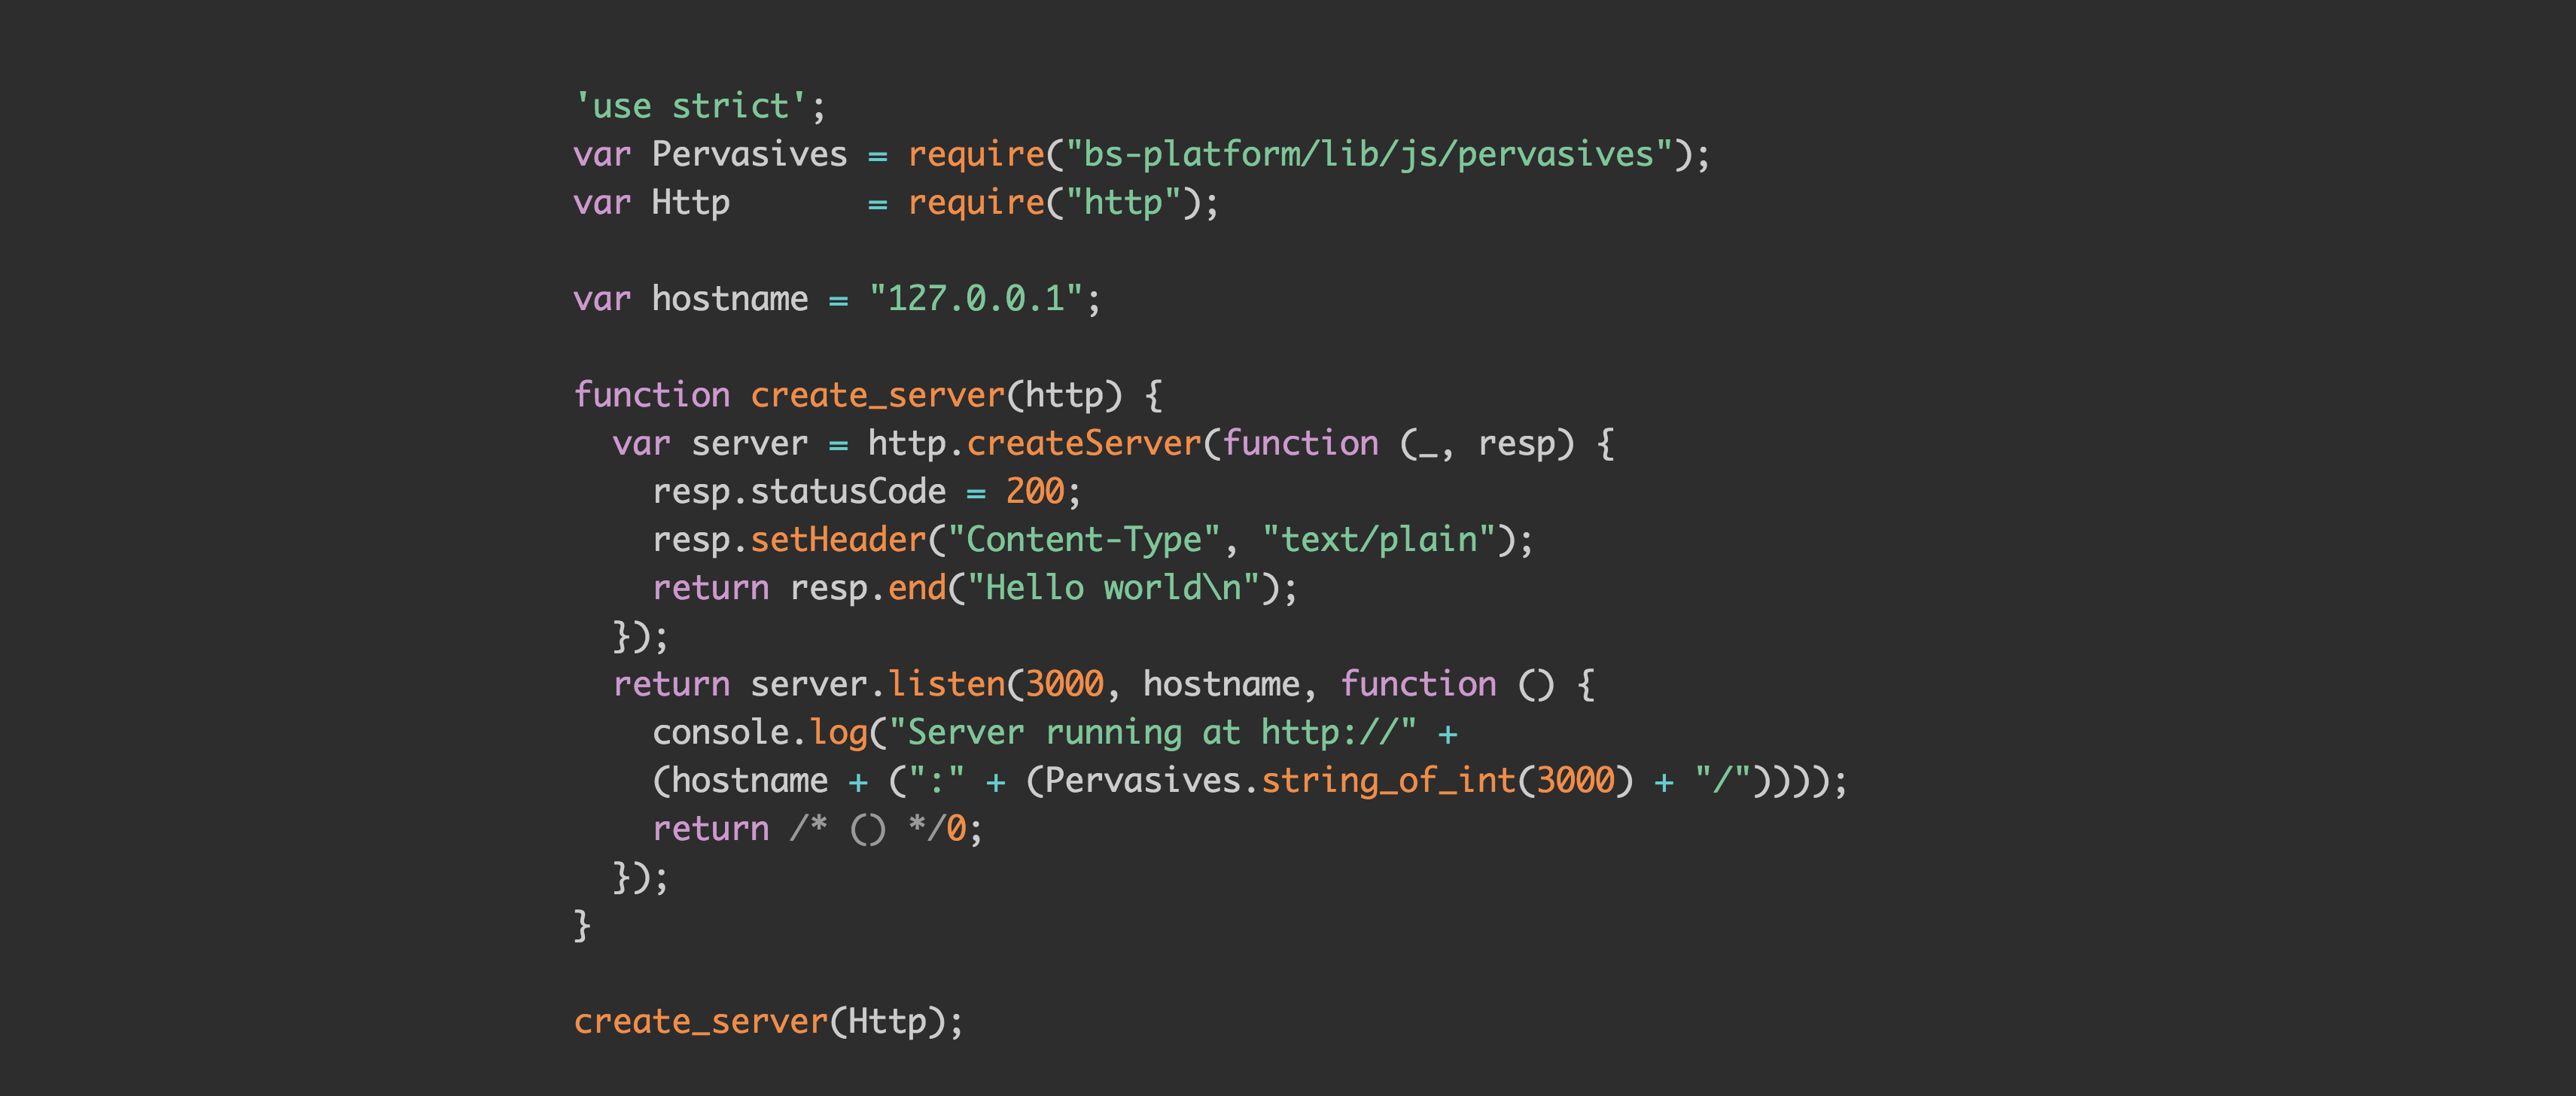 'use strict';
var Pervasives = require("bs-platform/lib/js/pervasives");
var Http       = require("http");

var hostname = "127.0.0.1";

function create_server(http) {
  var server = http.createServer(function (_, resp) {
    resp.statusCode = 200;
    resp.setHeader("Content-Type", "text/plain");
    return resp.end("Hello world\n");
  });
  return server.listen(3000, hostname, function () {
    console.log("Server running at http://" +
    (hostname + (":" + (Pervasives.string_of_int(3000) + "/"))));
    return /* () */0;
  });
}

create_server(Http);